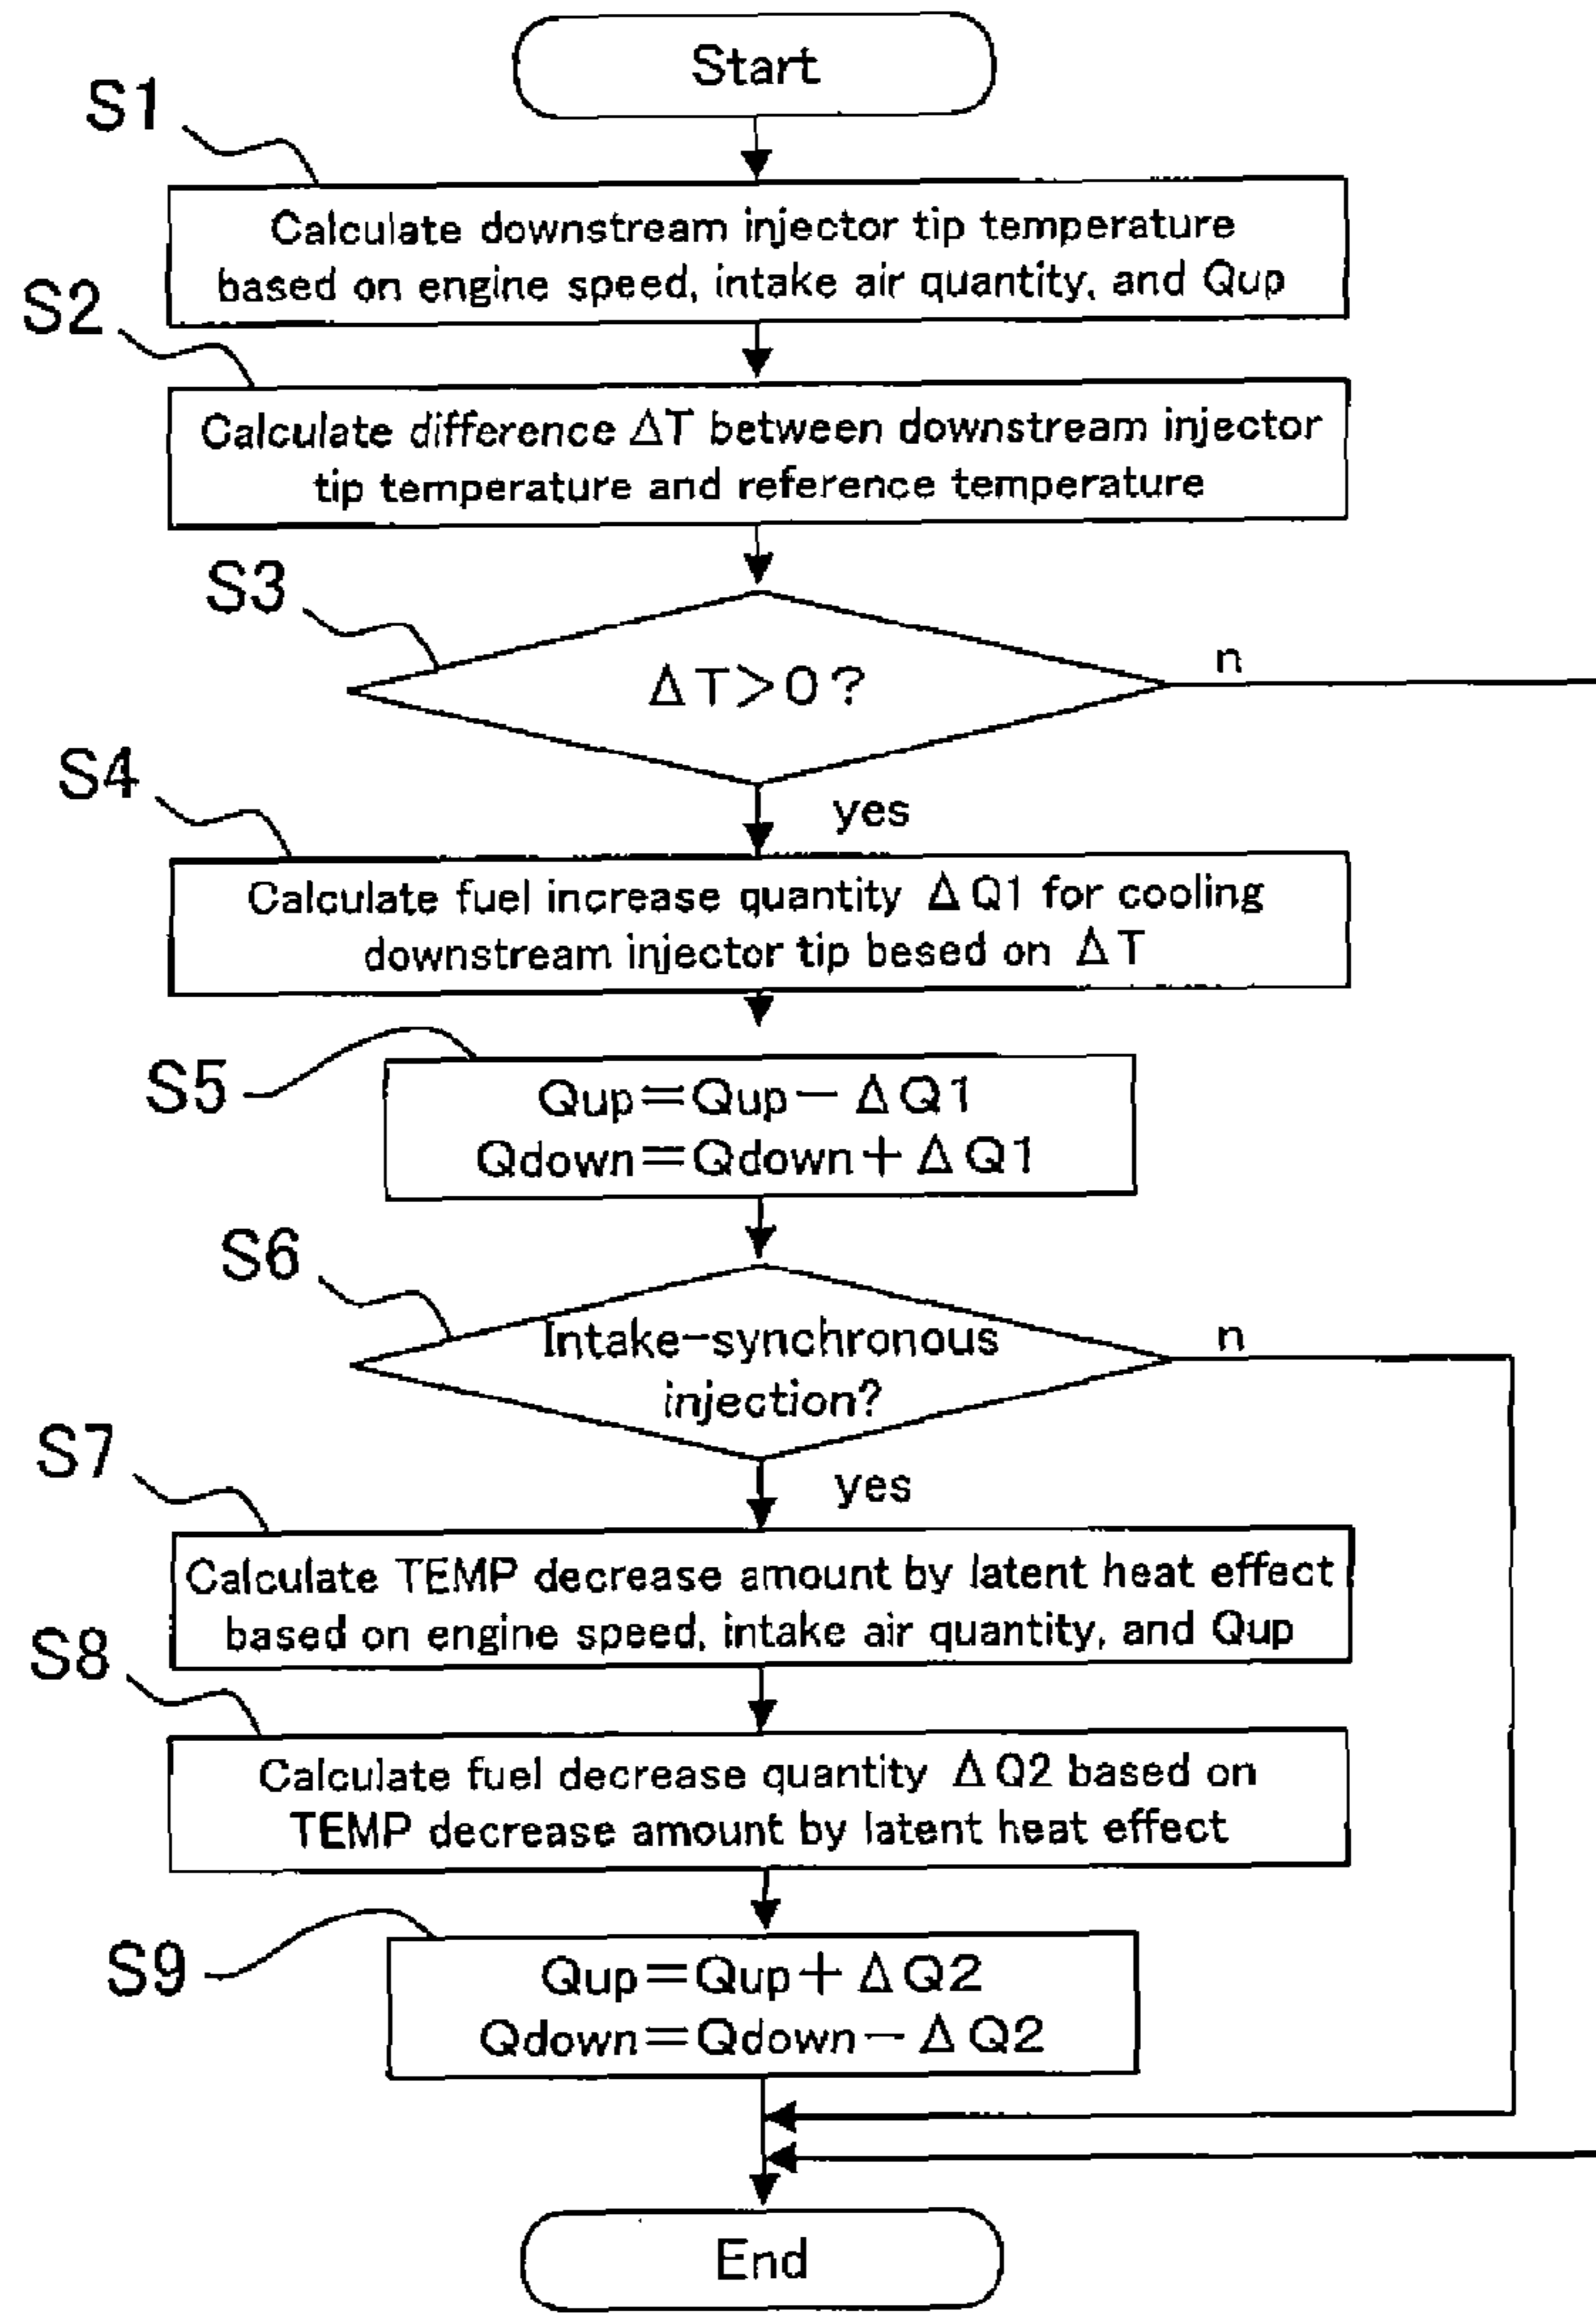 Start
S1
Calculate downstream injector tip temperature
based on engine speed, intake air quantity, and Qup
S2
Calculate difference ΔT between downstream injector
tip temperature and reference temperature
S3
ΔT>0?
n
S4
yes
Calculate fuel increase quantity ΔQ1 for cooling
downstream injector tip besed on ΔT
S5
Qup=Qup-ΔQ1
Qdown=Qdown+ΔQ1
S6
Intake-synchronous
injection?
n
S7
yes
Calculate TEMP decrease amount by latent heat effect
based on engine speed, intake air quantity, and Qup
S8
Calculate fuel decrease quantity ΔQ2 based on
TEMP decrease amount by latent heat effect
S9
Qup=Qup+ΔQ2
Qdown=Qdown-ΔQ2
End